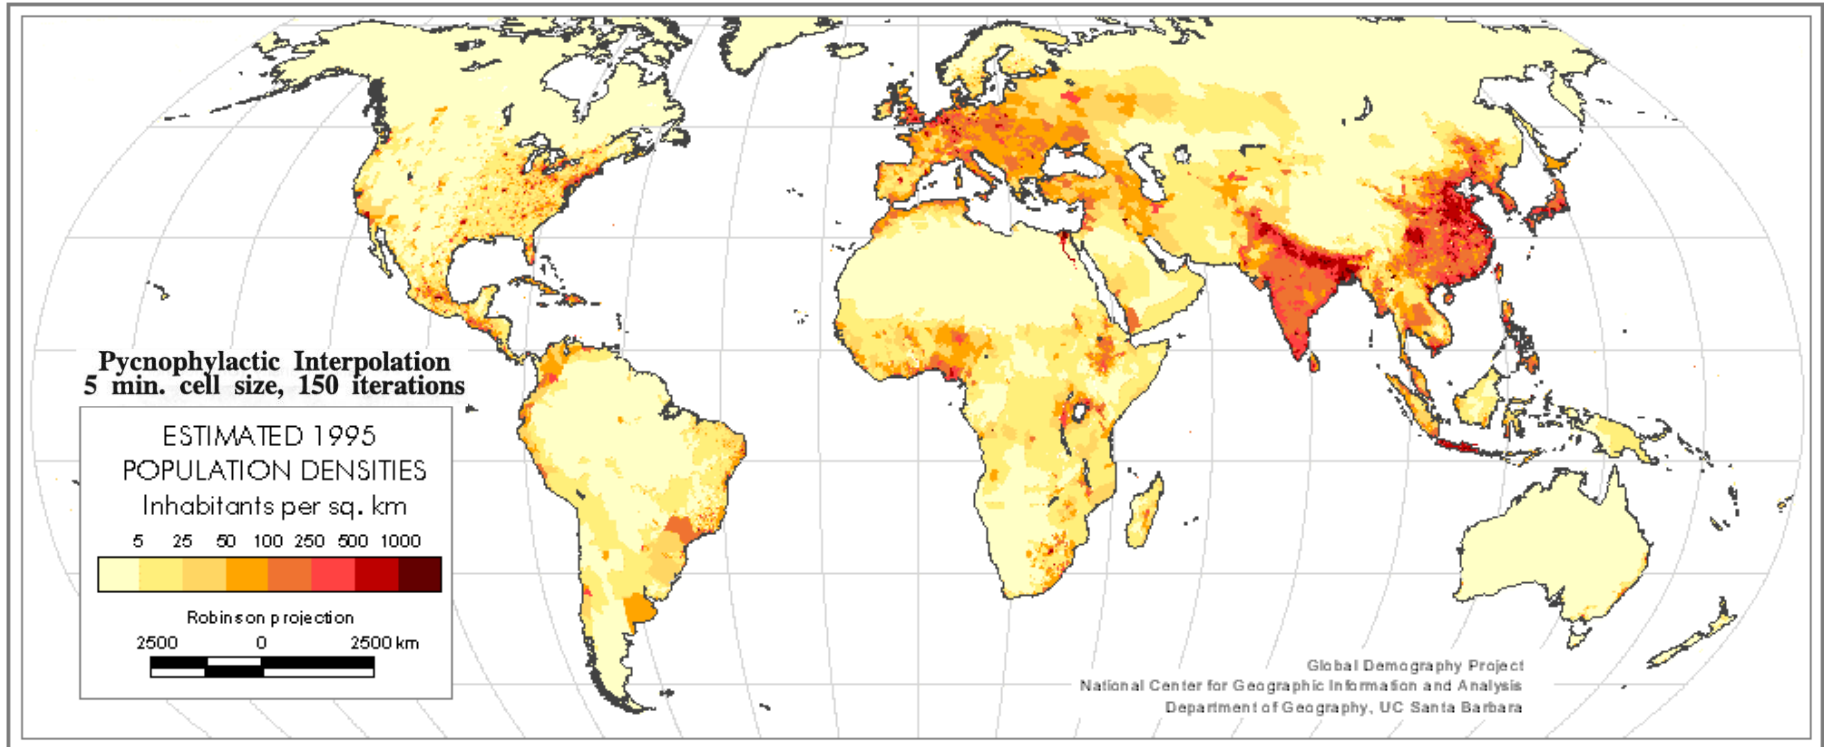 Pycnophylactic Interpolation
5 min. cell size, 150 iterations
ESTIMATED 1995
POPULATION DENSITIES
Inhabitants per sq. km
5 25 50 100 250 500 1000
Robinson projection
2500 0 2500 km
Global Demography Project
National Center for Geographic Information and Analysis
Department of Geography, UC Santa Barbara